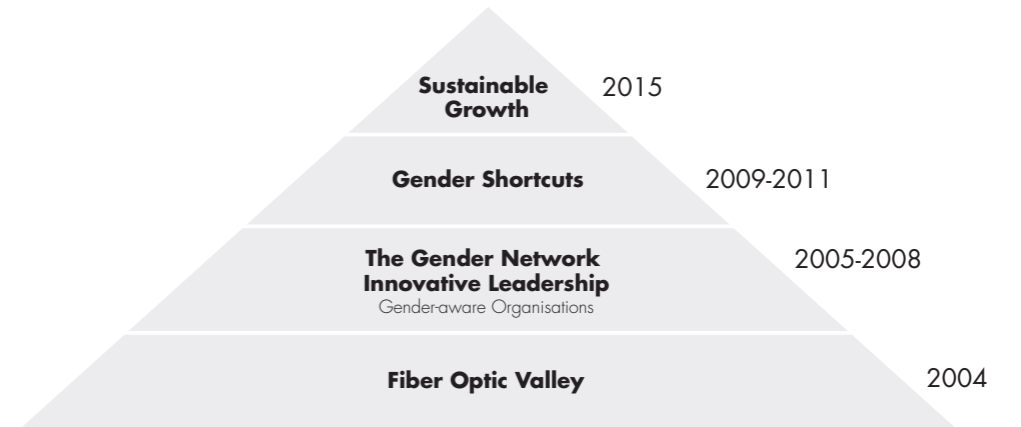 Sustainable
Growth
2015
Gender Shortcuts
2009-2011
The Gender Network
Innovative Leadership
Gender-aware Organisations
2005-2008
Fiber Optic Valley
2004